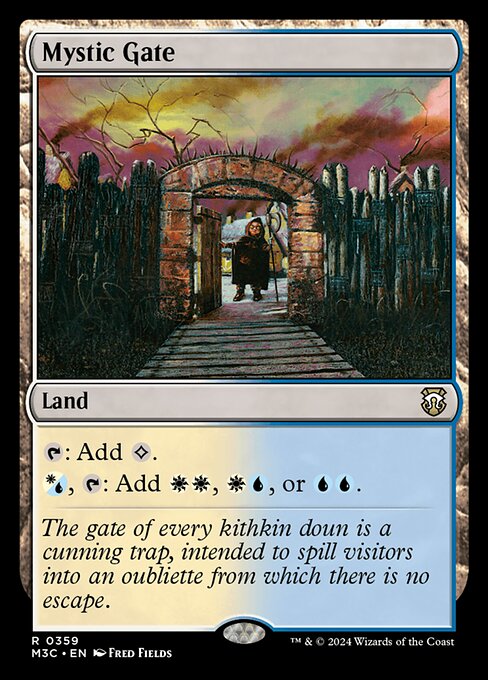 Mystic Gate
Land
: Add .
, : Add , , or .
The gate of every kithkin doun is a
cunning trap, intended to spill visitors
into an oubliette from which there is no
escape.
R 0359
™ & © 2024 Wizards of the Coast
M3C • EN FRED FIELDS